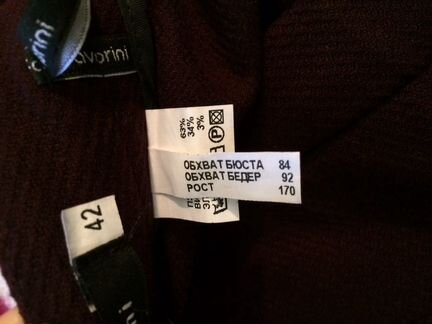 avorini
63%
34%
3%
P
ОБХВАТ БЮСТА 84
ОБХВАТ БЕДЕР 92
РОСТ 170
42